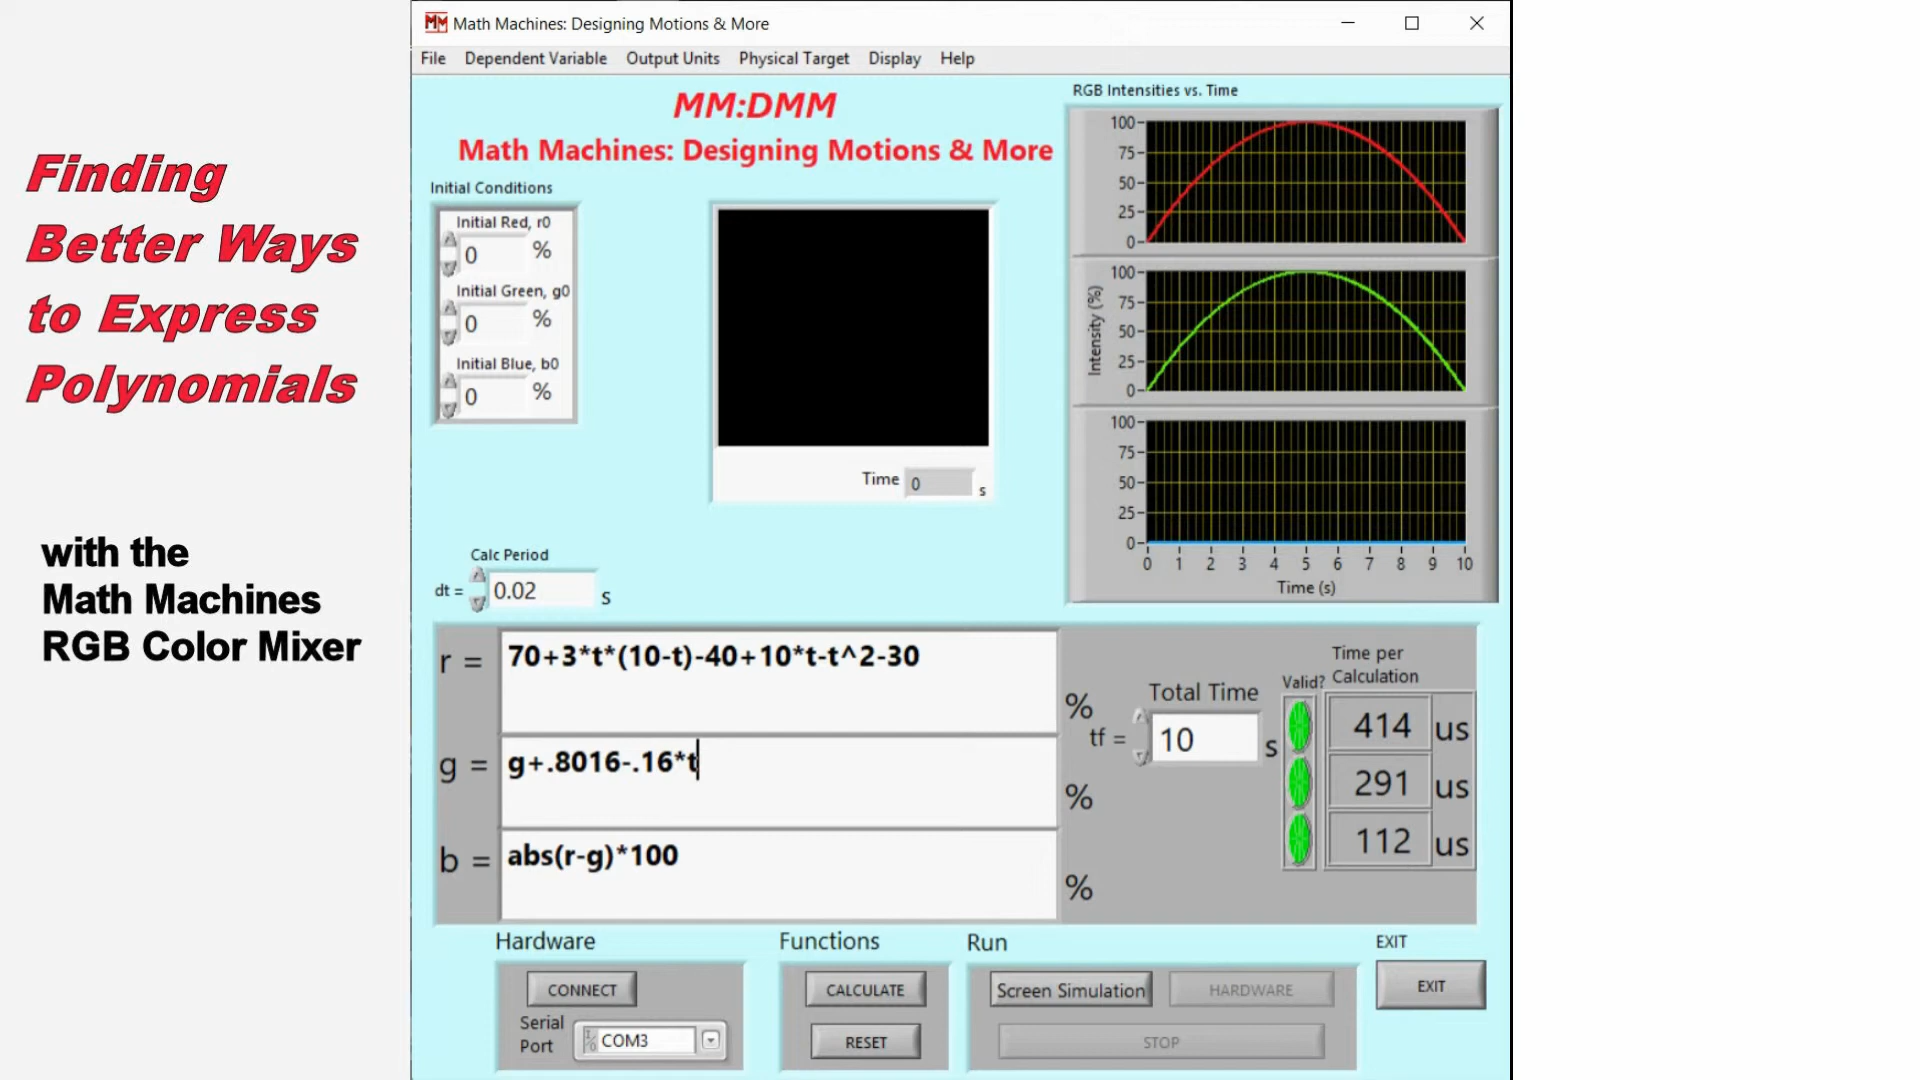 Finding
Better Ways
to Express
Polynomials
with the
Math Machines
RGB Color Mixer
MM Math Machines: Designing Motions & More
File Dependent Variable Output Units Physical Target Display Help
MM:DMM
Math Machines: Designing Motions & More
Initial Conditions
Initial Red, r0
0 %
Initial Green, g0
0 %
Initial Blue, b0
0 %
Time 0 s
Calc Period
dt = 0.02 s
RGB Intensities vs. Time
100
75
50
25
0
100
75
50
25
0
100
75
50
25
0
Intensity (%)
0 1 2 3 4 5 6 7 8 9 10
Time (s)
r = 70+3*t*(10-t)-40+10*t-t^2-30 %
g = g+.8016-.16*t %
b = abs(r-g)*100 %
Total Time
tf = 10 s
Valid?
Time per
Calculation
414 us
291 us
112 us
Hardware
CONNECT
Serial
Port
COM3
Functions
CALCULATE
RESET
Run
Screen Simulation
HARDWARE
STOP
EXIT
EXIT